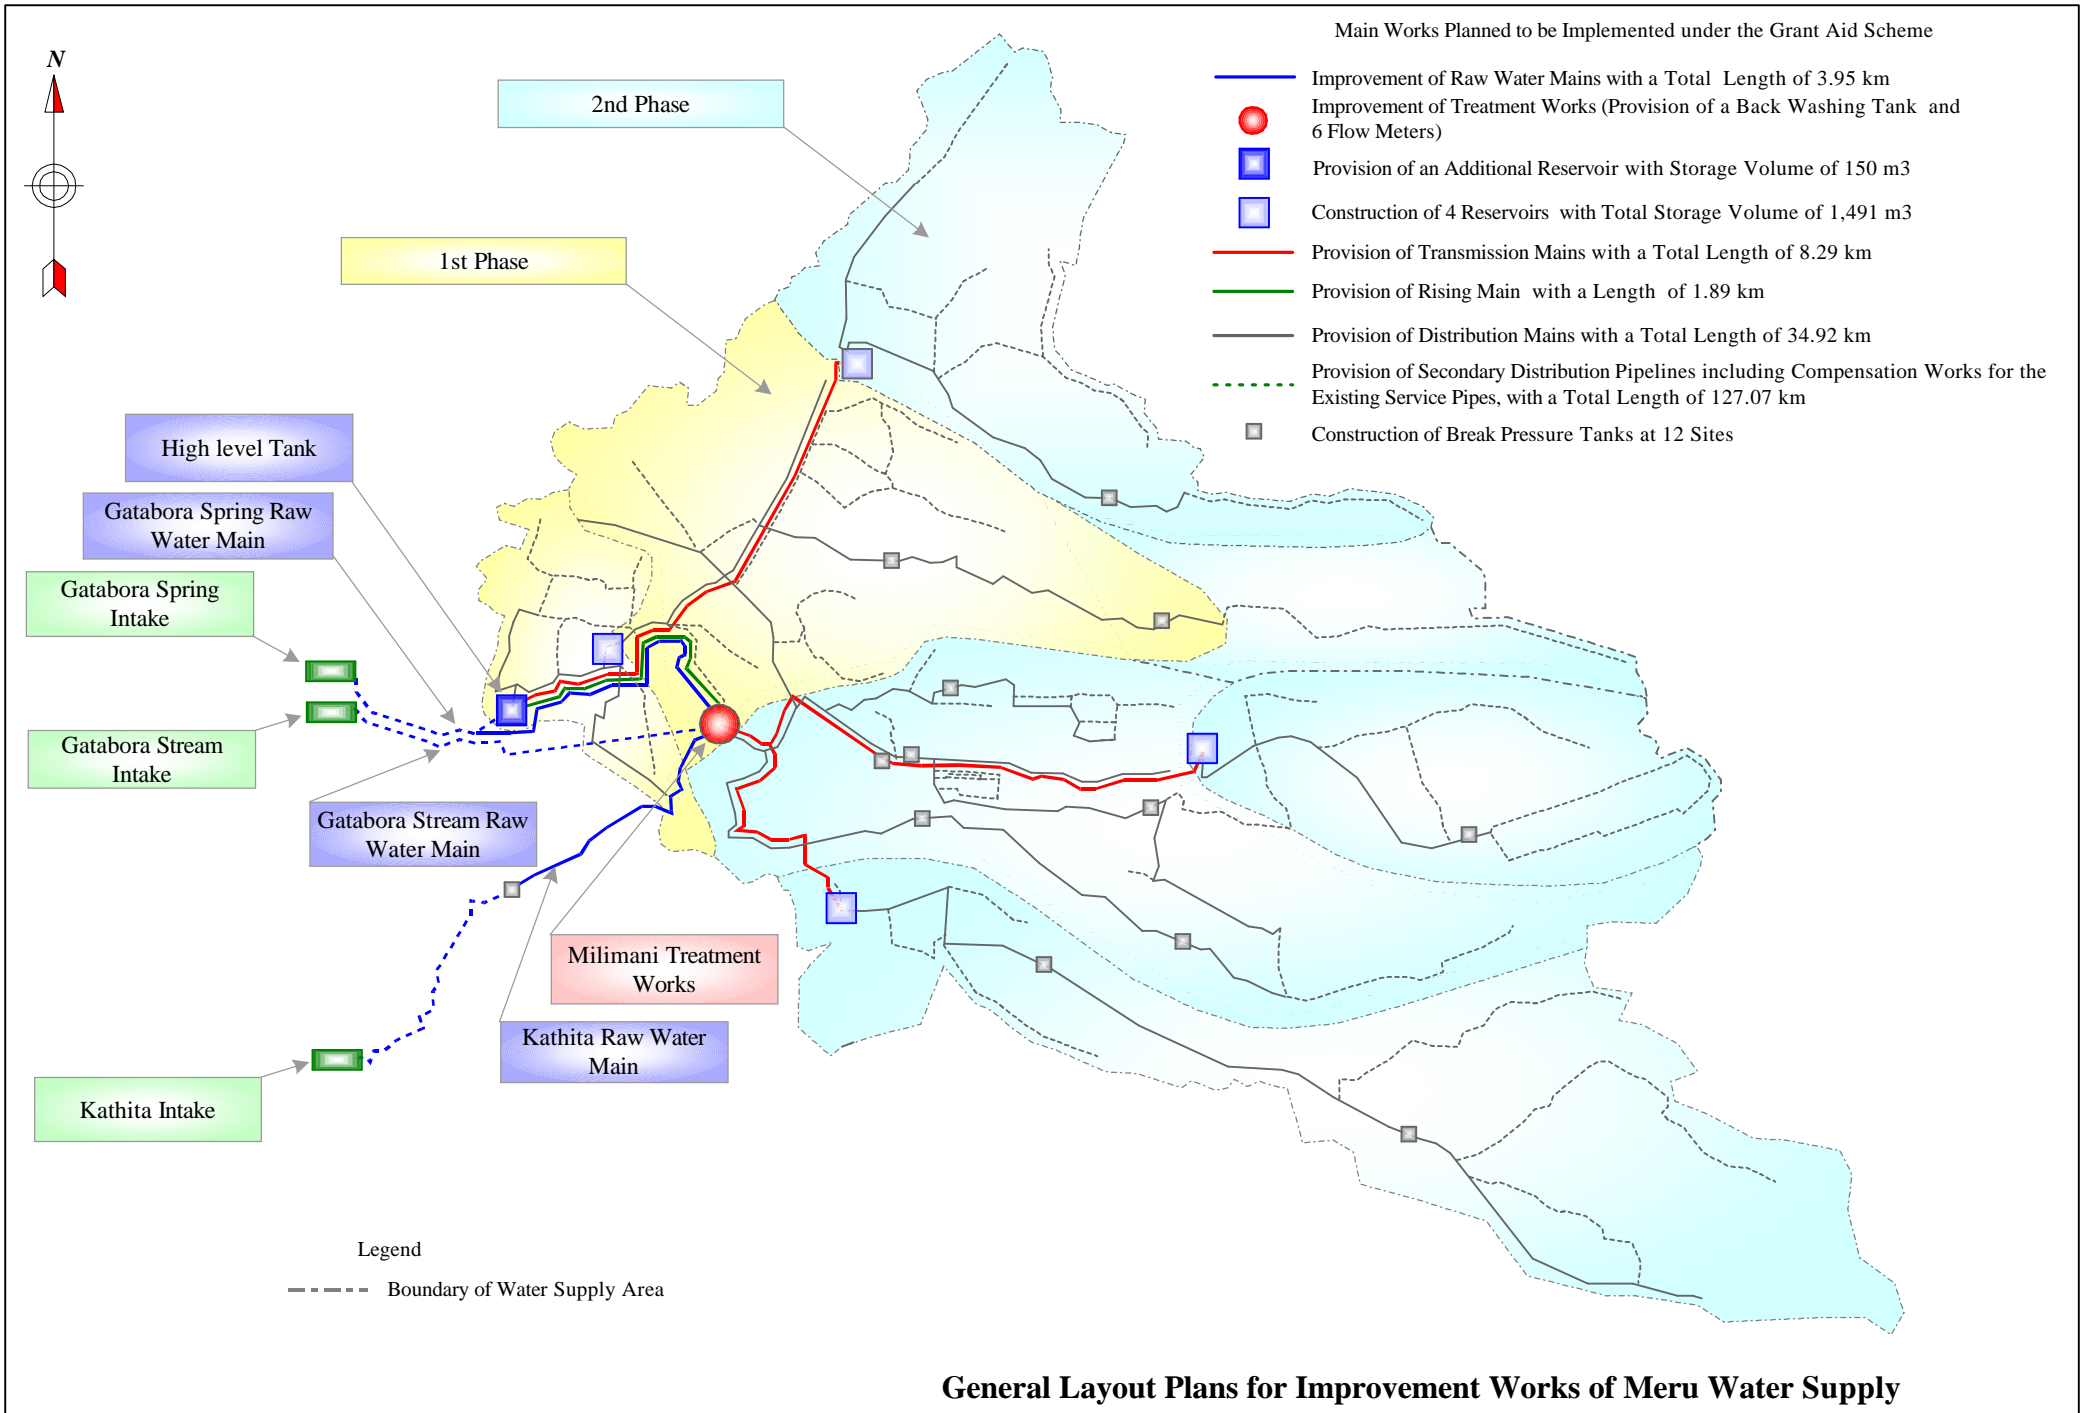 Main Works Planned to be Implemented under the Grant Aid Scheme
N
Improvement of Raw Water Mains with a Total Length of 3.95 km
2nd Phase
Improvement of Treatment Works (Provision of a Back Washing Tank and
6 Flow Meters)
Provision of an Additional Reservoir with Storage Volume of 150 m3
Construction of 4 Reservoirs with Total Storage Volume of 1,491 m3
1st Phase
Provision of Transmission Mains with a Total Length of 8.29 km
Provision of Rising Main with a Length of 1.89 km
Provision of Distribution Mains with a Total Length of 34.92 km
Provision of Secondary Distribution Pipelines including Compensation Works for the
Existing Service Pipes, with a Total Length of 127.07 km
Construction of Break Pressure Tanks at 12 Sites
High level Tank
Gatabora Spring Raw
Water Main
Gatabora Spring
Intake
Gatabora Stream
Intake
Gatabora Stream Raw
Water Main
Milimani Treatment
Works
Kathita Raw Water
Main
Kathita Intake
Legend
Boundary of Water Supply Area
General Layout Plans for Improvement Works of Meru Water Supply